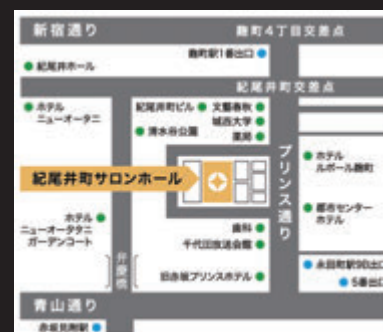 新宿通り
麹町4丁目交差点
麹町駅1番出口
紀尾井ホール
紀尾井町交差点
ホテル
ニューオータニ
紀尾井町ビル
文藝春秋
城西大学
清水谷公園
薬局
プリンス通り
ホテル
ルポール麹町
紀尾井町サロンホール
都市センター
ホテル
ホテル
ニューオータニ
ガーデンコート
歯科
千代田放送会館
弁慶橋
旧赤坂プリンスホテル
永田町駅9B出口
5番出口
青山通り
赤坂見附駅